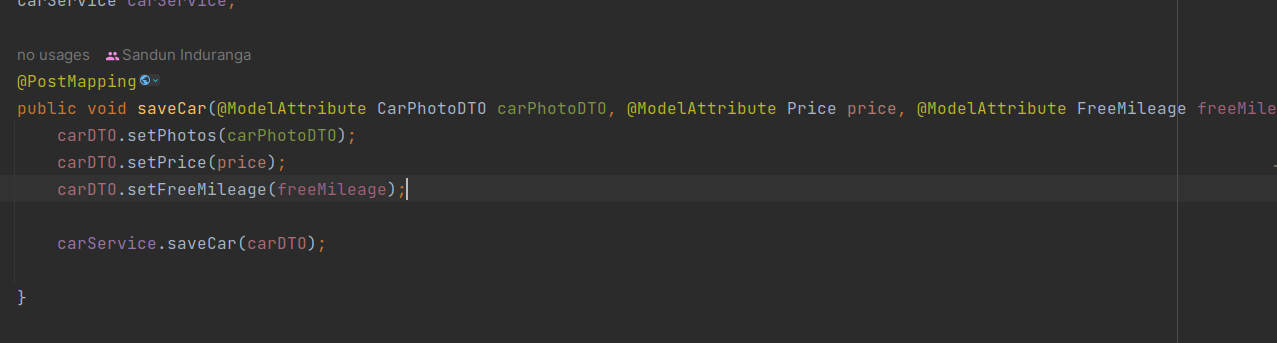 carService carService;
no usages Sandun Induranga
@PostMapping
public void saveCar(@ModelAttribute CarPhotoDTO carPhotoDTO, @ModelAttribute Price price, @ModelAttribute FreeMileage freeMile
carDTO.setPhotos(carPhotoDTO);
carDTO.setPrice(price);
carDTO.setFreeMileage(freeMileage);
carService.saveCar(carDTO);
}